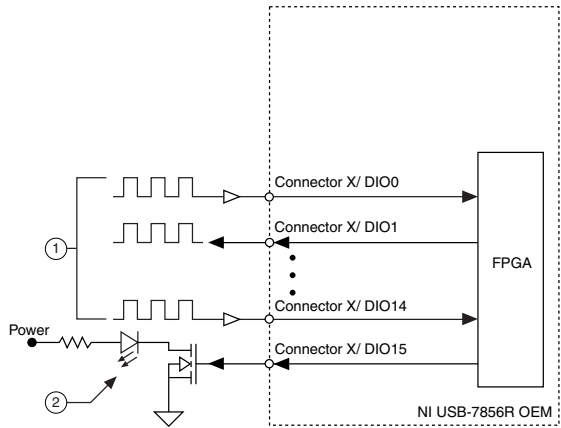 Connector X/ DIO0
Connector X/ DIO1
1
FPGA
Connector X/ DIO14
Power
Connector X/ DIO15
2
NI USB-7856R OEM